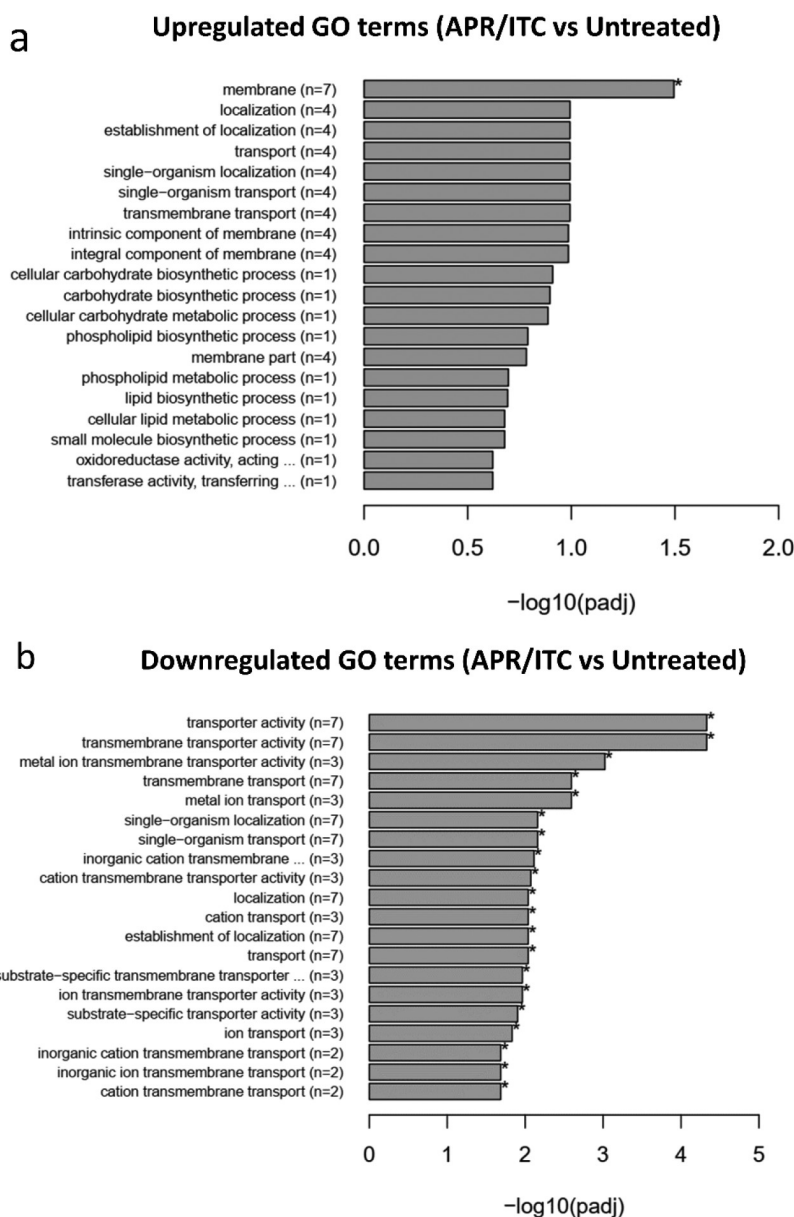 a
Upregulated GO terms (APR/ITC vs Untreated)
membrane (n=7)
*
localization (n=4)
establishment of localization (n=4)
transport (n=4)
single−organism localization (n=4)
single−organism transport (n=4)
transmembrane transport (n=4)
intrinsic component of membrane (n=4)
integral component of membrane (n=4)
cellular carbohydrate biosynthetic process (n=1)
carbohydrate biosynthetic process (n=1)
cellular carbohydrate metabolic process (n=1)
phospholipid biosynthetic process (n=1)
membrane part (n=4)
phospholipid metabolic process (n=1)
lipid biosynthetic process (n=1)
cellular lipid metabolic process (n=1)
small molecule biosynthetic process (n=1)
oxidoreductase activity, acting ... (n=1)
transferase activity, transferring ... (n=1)
0.0 0.5 1.0 1.5 2.0
−log10(padj)
b
Downregulated GO terms (APR/ITC vs Untreated)
transporter activity (n=7) *
transmembrane transporter activity (n=7) *
metal ion transmembrane transporter activity (n=3) *
transmembrane transport (n=7) *
metal ion transport (n=3) *
single−organism localization (n=7) *
single−organism transport (n=7) *
inorganic cation transmembrane ... (n=3) *
cation transmembrane transporter activity (n=3) *
localization (n=7) *
cation transport (n=3) *
establishment of localization (n=7) *
transport (n=7) *
substrate−specific transmembrane transporter ... (n=3) *
ion transmembrane transporter activity (n=3) *
substrate−specific transporter activity (n=3) *
ion transport (n=3) *
inorganic cation transmembrane transport (n=2) *
inorganic ion transmembrane transport (n=2) *
cation transmembrane transport (n=2) *
0 1 2 3 4 5
−log10(padj)